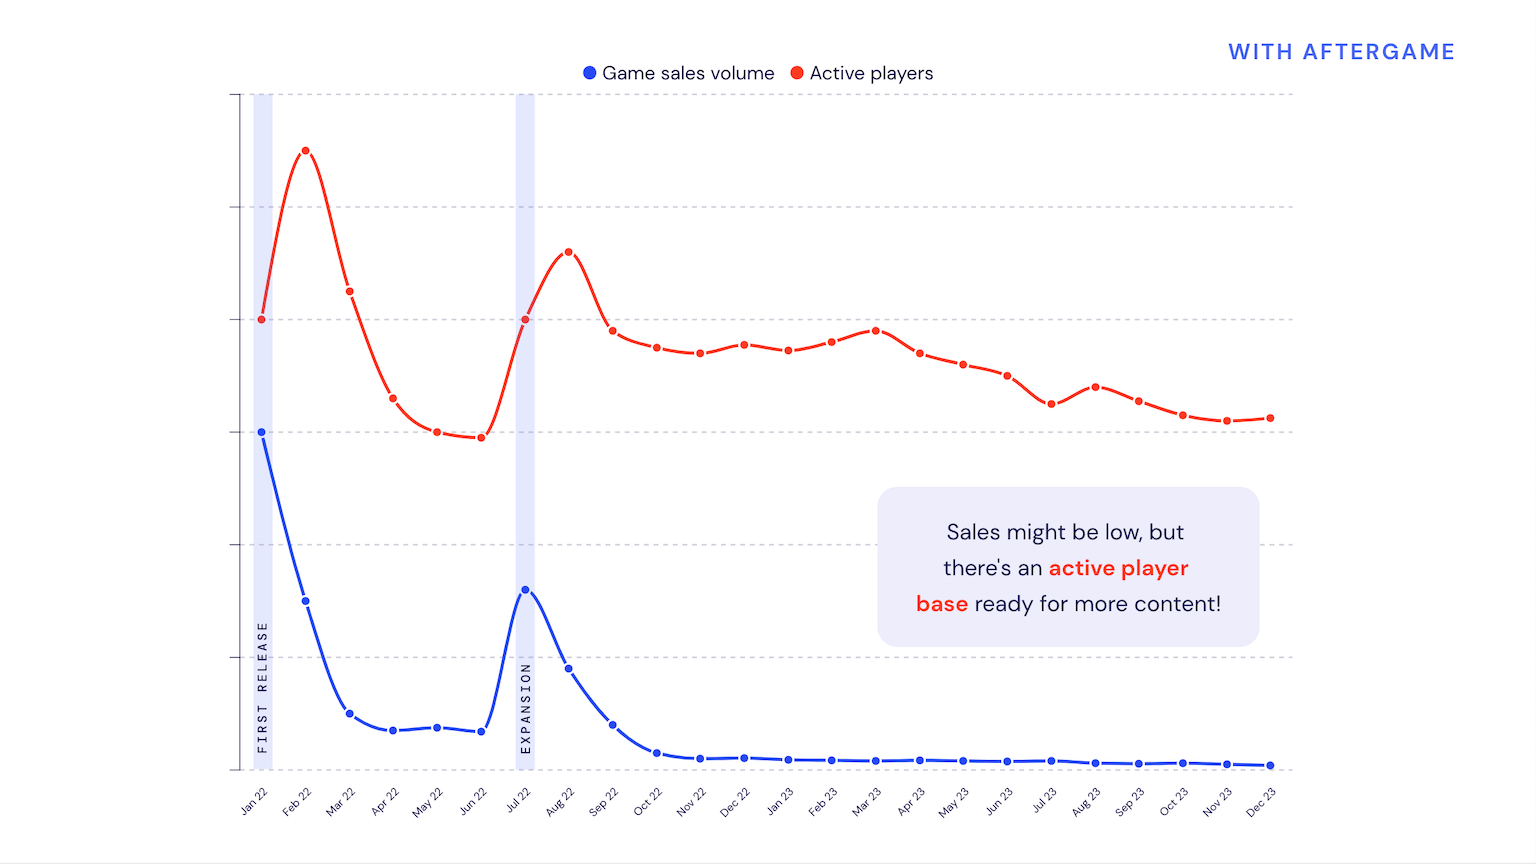 WITH AFTERGAME
Game sales volume Active players
FIRST RELEASE
EXPANSION
Sales might be low, but
there's an active player
base ready for more content!
Jan 22 Feb 22 Mar 22 Apr 22 May 22 Jun 22 Jul 22 Aug 22 Sep 22 Oct 22 Nov 22 Dec 22 Jan 23 Feb 23 Mar 23 Apr 23 May 23 Jun 23 Jul 23 Aug 23 Sep 23 Oct 23 Nov 23 Dec 23